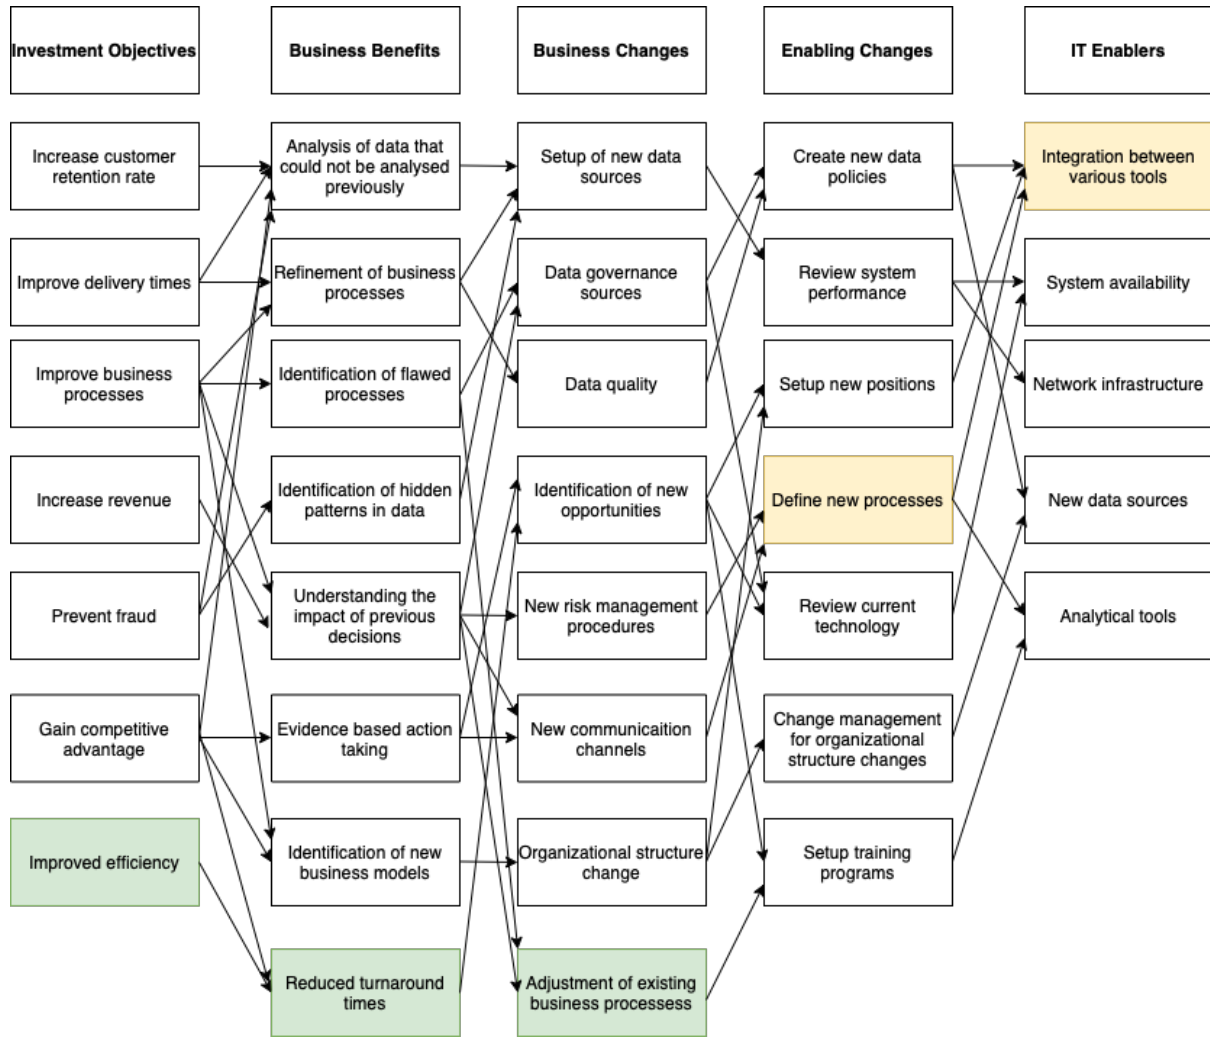 Investment Objectives
Business Benefits
Business Changes
Enabling Changes
IT Enablers
Increase customer
retention rate
Improve delivery times
Improve business
processes
Increase revenue
Prevent fraud
Gain competitive
advantage
Improved efficiency
Analysis of data that
could not be analysed
previously
Refinement of business
processes
Identification of flawed
processes
Identification of hidden
patterns in data
Understanding the
impact of previous
decisions
Evidence based action
taking
Identification of new
business models
Reduced turnaround
times
Setup of new data
sources
Data governance
sources
Data quality
Identification of new
opportunities
New risk management
procedures
New communicaition
channels
Organizational structure
change
Adjustment of existing
business processess
Create new data
policies
Review system
performance
Setup new positions
Define new processes
Review current
technology
Change management
for organizational
structure changes
Setup training
programs
Integration between
various tools
System availability
Network infrastructure
New data sources
Analytical tools